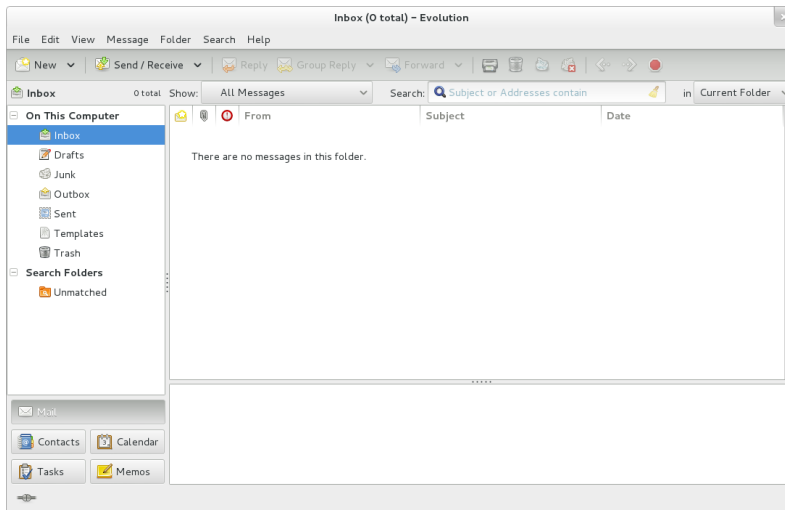 Inbox (0 total) – Evolution
File Edit View Message Folder Search Help
New Send / Receive Reply Group Reply Forward
Inbox 0 total Show: All Messages Search: Subject or Addresses contain in Current Folder
On This Computer
From Subject Date
Inbox
Drafts
There are no messages in this folder.
Junk
Outbox
Sent
Templates
Trash
Search Folders
Unmatched
Mail
Contacts Calendar
Tasks Memos